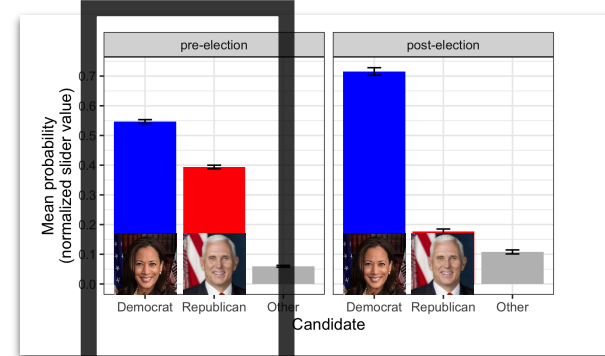 pre-election
post-election
Mean probability
(normalized slider value)
0.7
0.6
0.5
0.4
0.3
0.2
0.1
0.0
Democrat Republican Other
Democrat Republican Other
Candidate